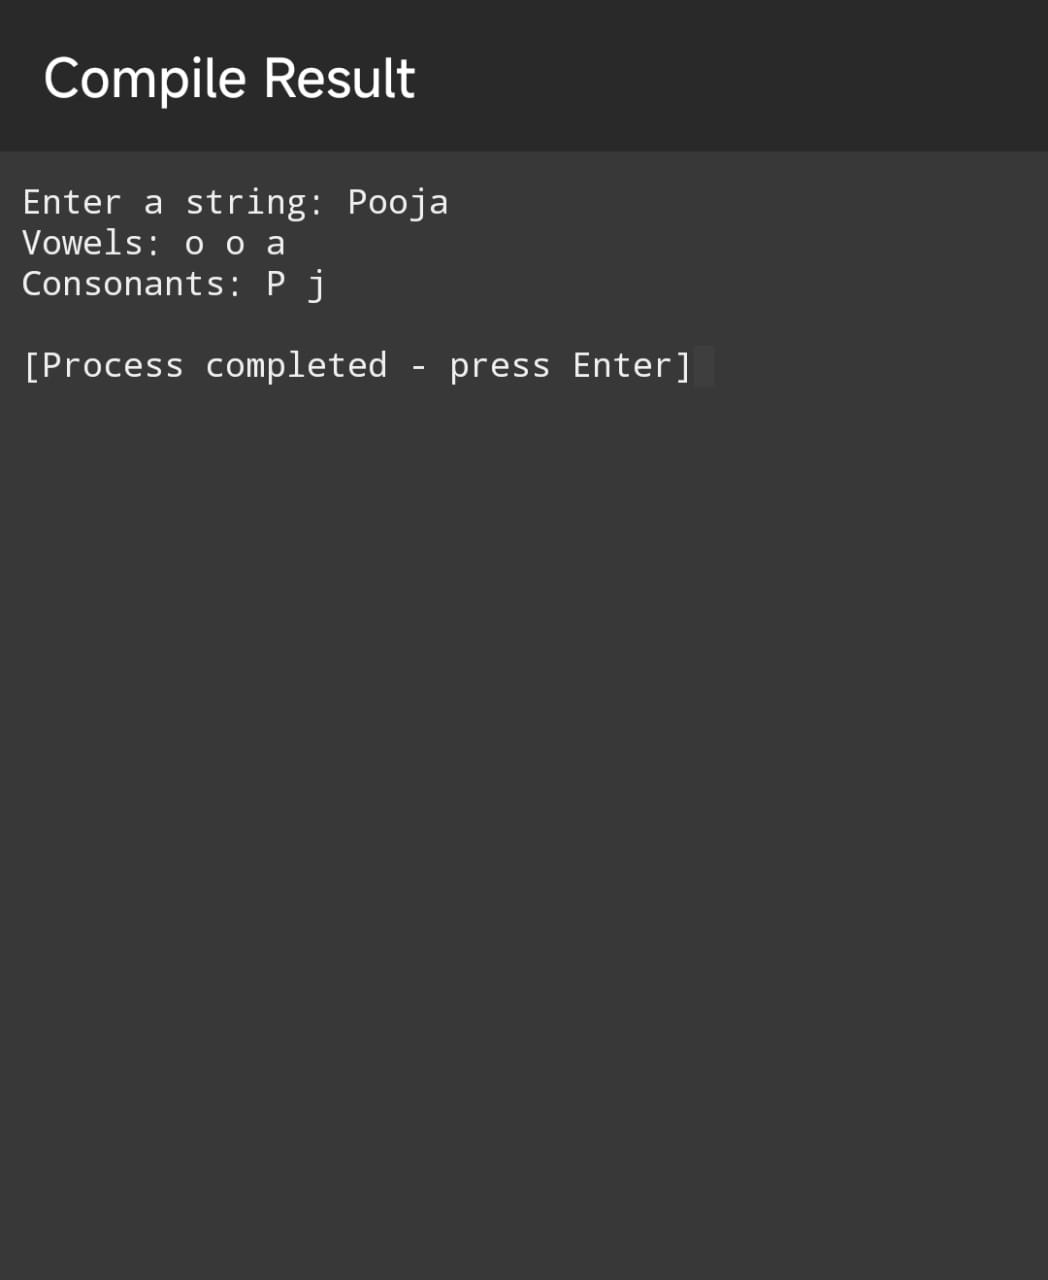 Compile Result
Enter a string: Pooja
Vowels: o o a
Consonants: P j
[Process completed - press Enter]